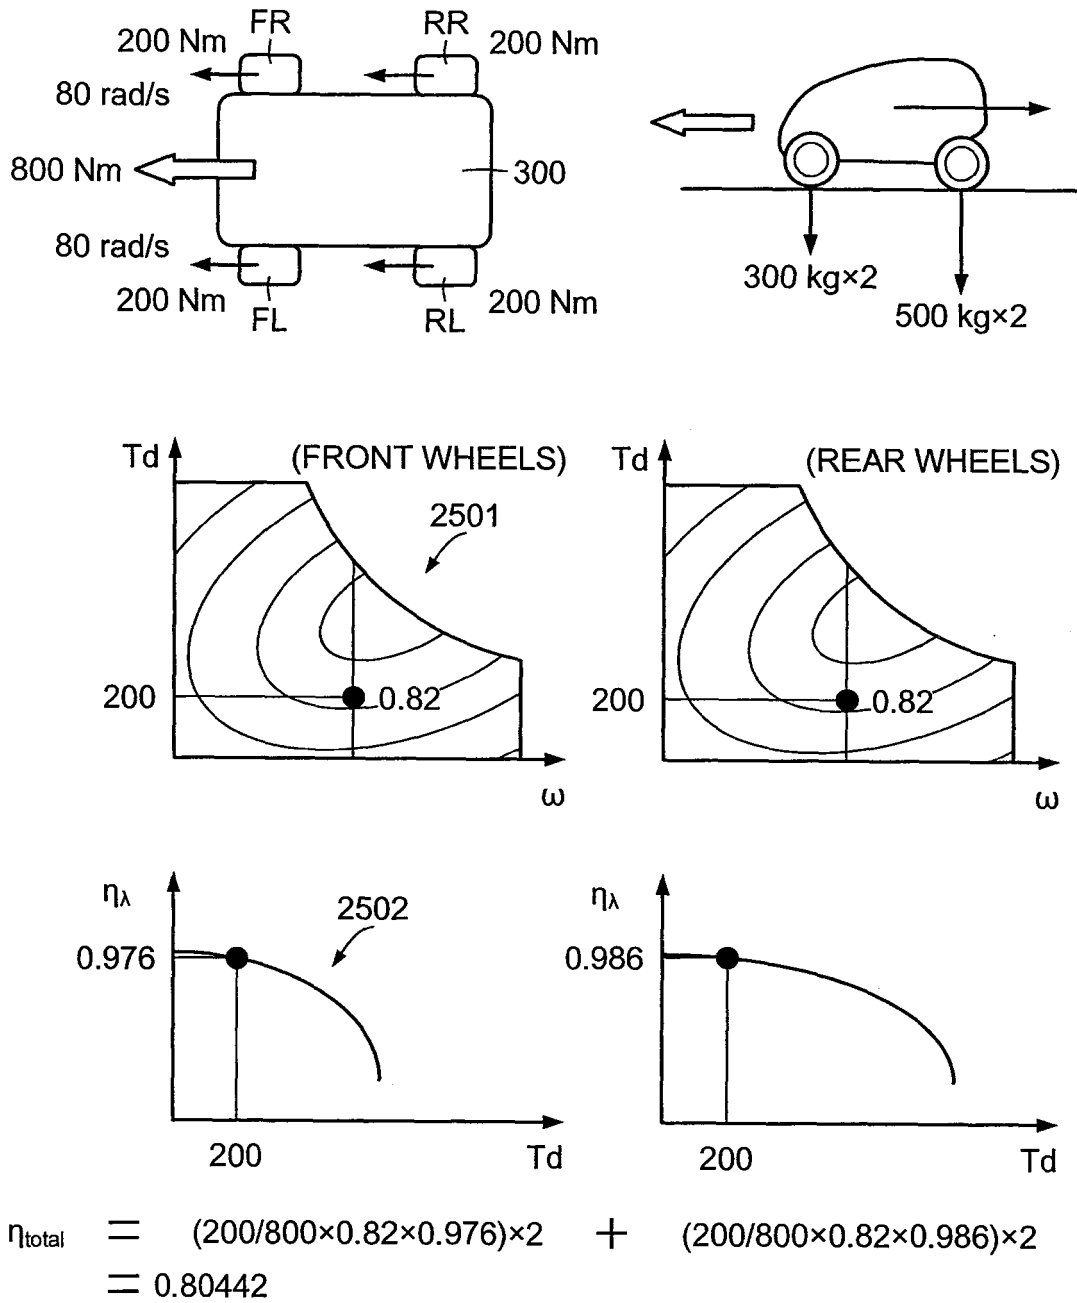 FR
RR
200 Nm
200 Nm
80 rad/s
800 Nm
300
80 rad/s
200 Nm
200 Nm
FL
RL
300 kg×2
500 kg×2
Td
(FRONT WHEELS)
2501
200
0.82
ω
Td
(REAR WHEELS)
200
0.82
ω
ηλ
2502
0.976
200
Td
ηλ
0.986
200
Td
ηtotal = (200/800×0.82×0.976)×2 + (200/800×0.82×0.986)×2
= 0.80442